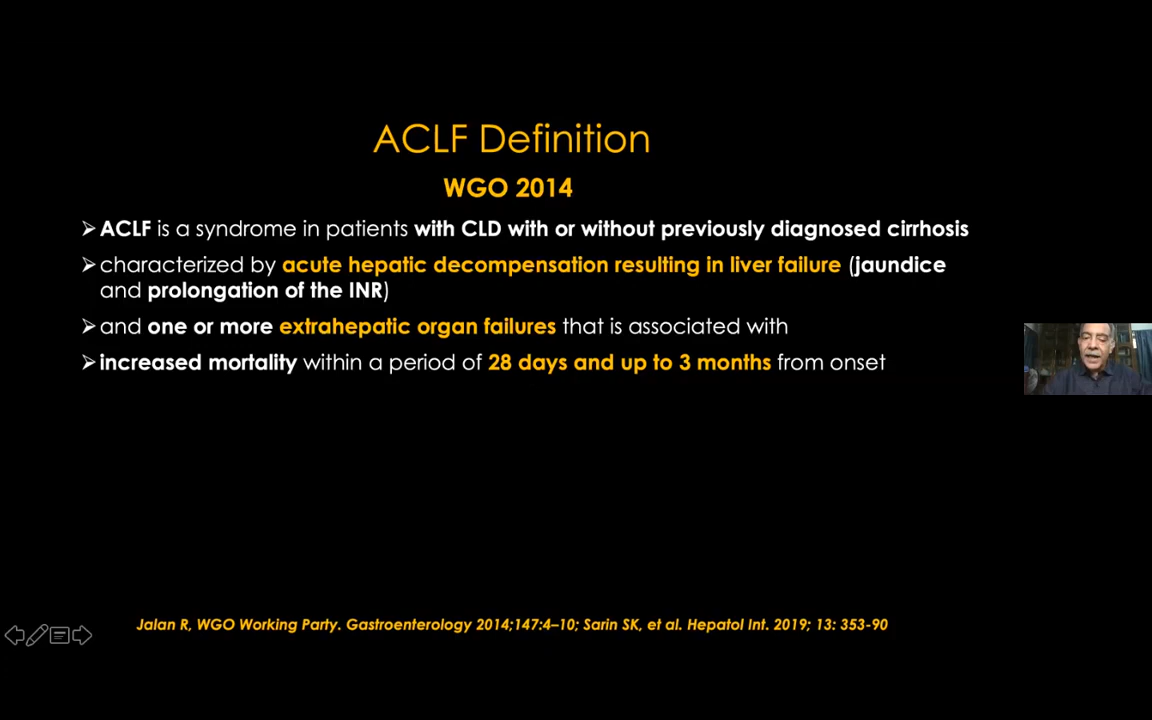 ACLF Definition
WGO 2014
➢ACLF is a syndrome in patients with CLD with or without previously diagnosed cirrhosis
➢characterized by acute hepatic decompensation resulting in liver failure (jaundice
and prolongation of the INR)
➢and one or more extrahepatic organ failures that is associated with
➢increased mortality within a period of 28 days and up to 3 months from onset
Jalan R, WGO Working Party. Gastroenterology 2014;147:4–10; Sarin SK, et al. Hepatol Int. 2019; 13: 353-90